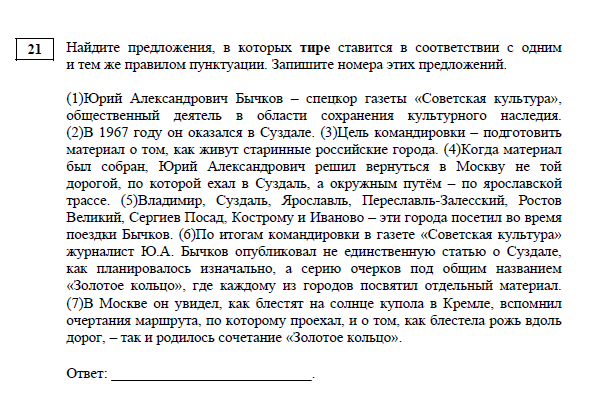 21
Найдите предложения, в которых тире ставится в соответствии с одним
и тем же правилом пунктуации. Запишите номера этих предложений.
(1)Юрий Александрович Бычков – спецкор газеты «Советская культура»,
общественный деятель в области сохранения культурного наследия.
(2)В 1967 году он оказался в Суздале. (3)Цель командировки – подготовить
материал о том, как живут старинные российские города. (4)Когда материал
был собран, Юрий Александрович решил вернуться в Москву не той
дорогой, по которой ехал в Суздаль, а окружным путём – по ярославской
трассе. (5)Владимир, Суздаль, Ярославль, Переславль-Залесский, Ростов
Великий, Сергиев Посад, Кострому и Иваново – эти города посетил во время
поездки Бычков. (6)По итогам командировки в газете «Советская культура»
журналист Ю.А. Бычков опубликовал не единственную статью о Суздале,
как планировалось изначально, а серию очерков под общим названием
«Золотое кольцо», где каждому из городов посвятил отдельный материал.
(7)В Москве он увидел, как блестят на солнце купола в Кремле, вспомнил
очертания маршрута, по которому проехал, и о том, как блестела рожь вдоль
дорог, – так и родилось сочетание «Золотое кольцо».
Ответ: ____________________________.